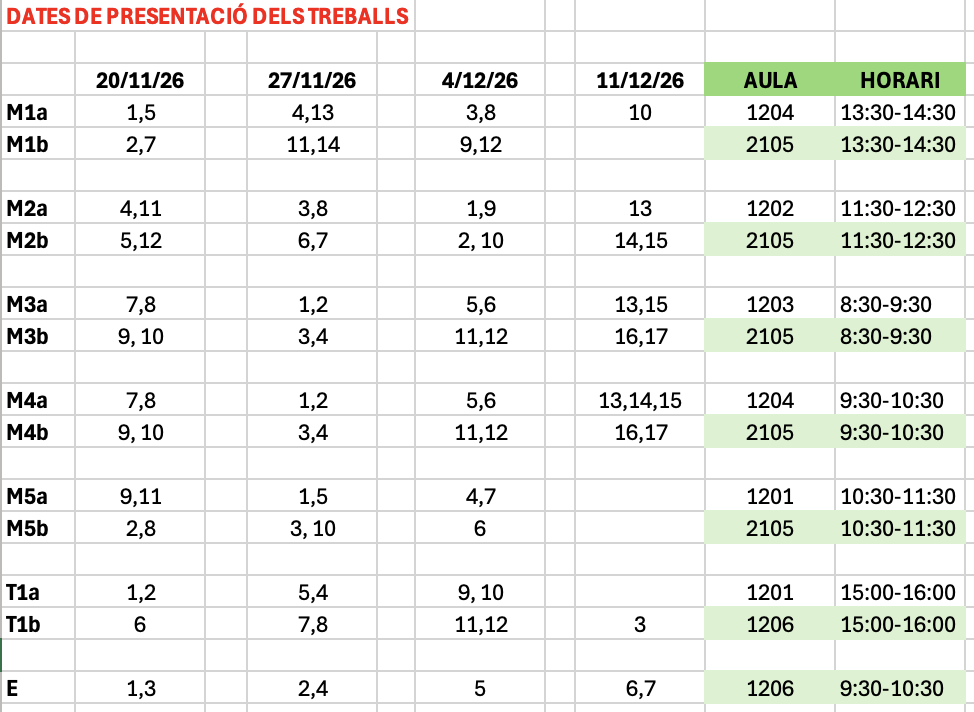 DATES DE PRESENTACIÓ DELS TREBALLS
20/11/26 27/11/26 4/12/26 11/12/26 AULA HORARI
M1a 1,5 4,13 3,8 10 1204 13:30-14:30
M1b 2,7 11,14 9,12 2105 13:30-14:30
M2a 4,11 3,8 1,9 13 1202 11:30-12:30
M2b 5,12 6,7 2, 10 14,15 2105 11:30-12:30
M3a 7,8 1,2 5,6 13,15 1203 8:30-9:30
M3b 9, 10 3,4 11,12 16,17 2105 8:30-9:30
M4a 7,8 1,2 5,6 13,14,15 1204 9:30-10:30
M4b 9, 10 3,4 11,12 16,17 2105 9:30-10:30
M5a 9,11 1,5 4,7 1201 10:30-11:30
M5b 2,8 3, 10 6 2105 10:30-11:30
T1a 1,2 5,4 9, 10 1201 15:00-16:00
T1b 6 7,8 11,12 3 1206 15:00-16:00
E 1,3 2,4 5 6,7 1206 9:30-10:30